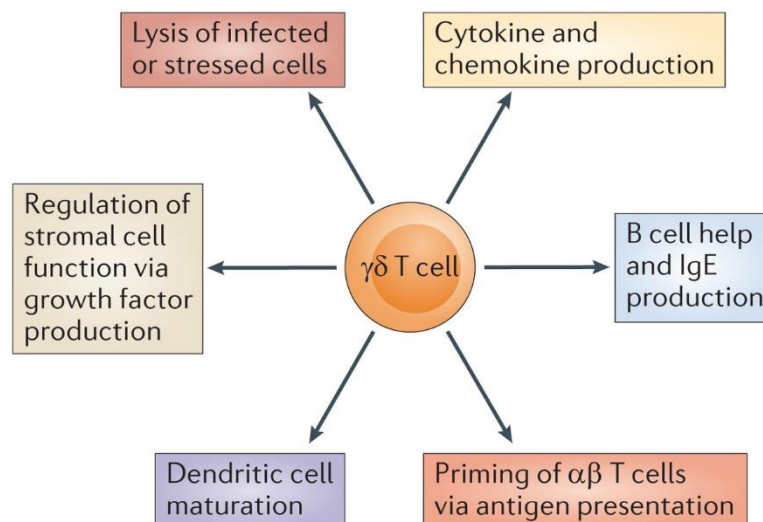 Lysis of infected
or stressed cells
Cytokine and
chemokine production
Regulation of
stromal cell
function via
growth factor
production
γδ T cell
B cell help
and IgE
production
Dendritic cell
maturation
Priming of αβ T cells
via antigen presentation